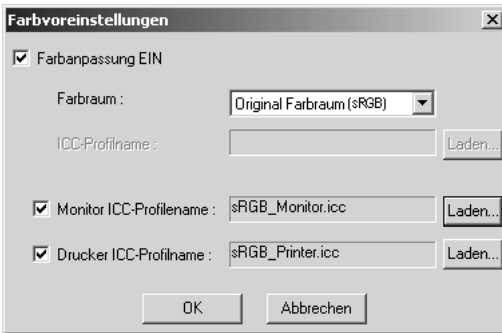 Farbvoreinstellungen
Farbanpassung EIN
Farbraum : Original Farbraum (sRGB)
ICC-Profilname : Laden...
Monitor ICC-Profilename : sRGB_Monitor.icc Laden...
Drucker ICC-Profilname : sRGB_Printer.icc Laden...
OK Abbrechen